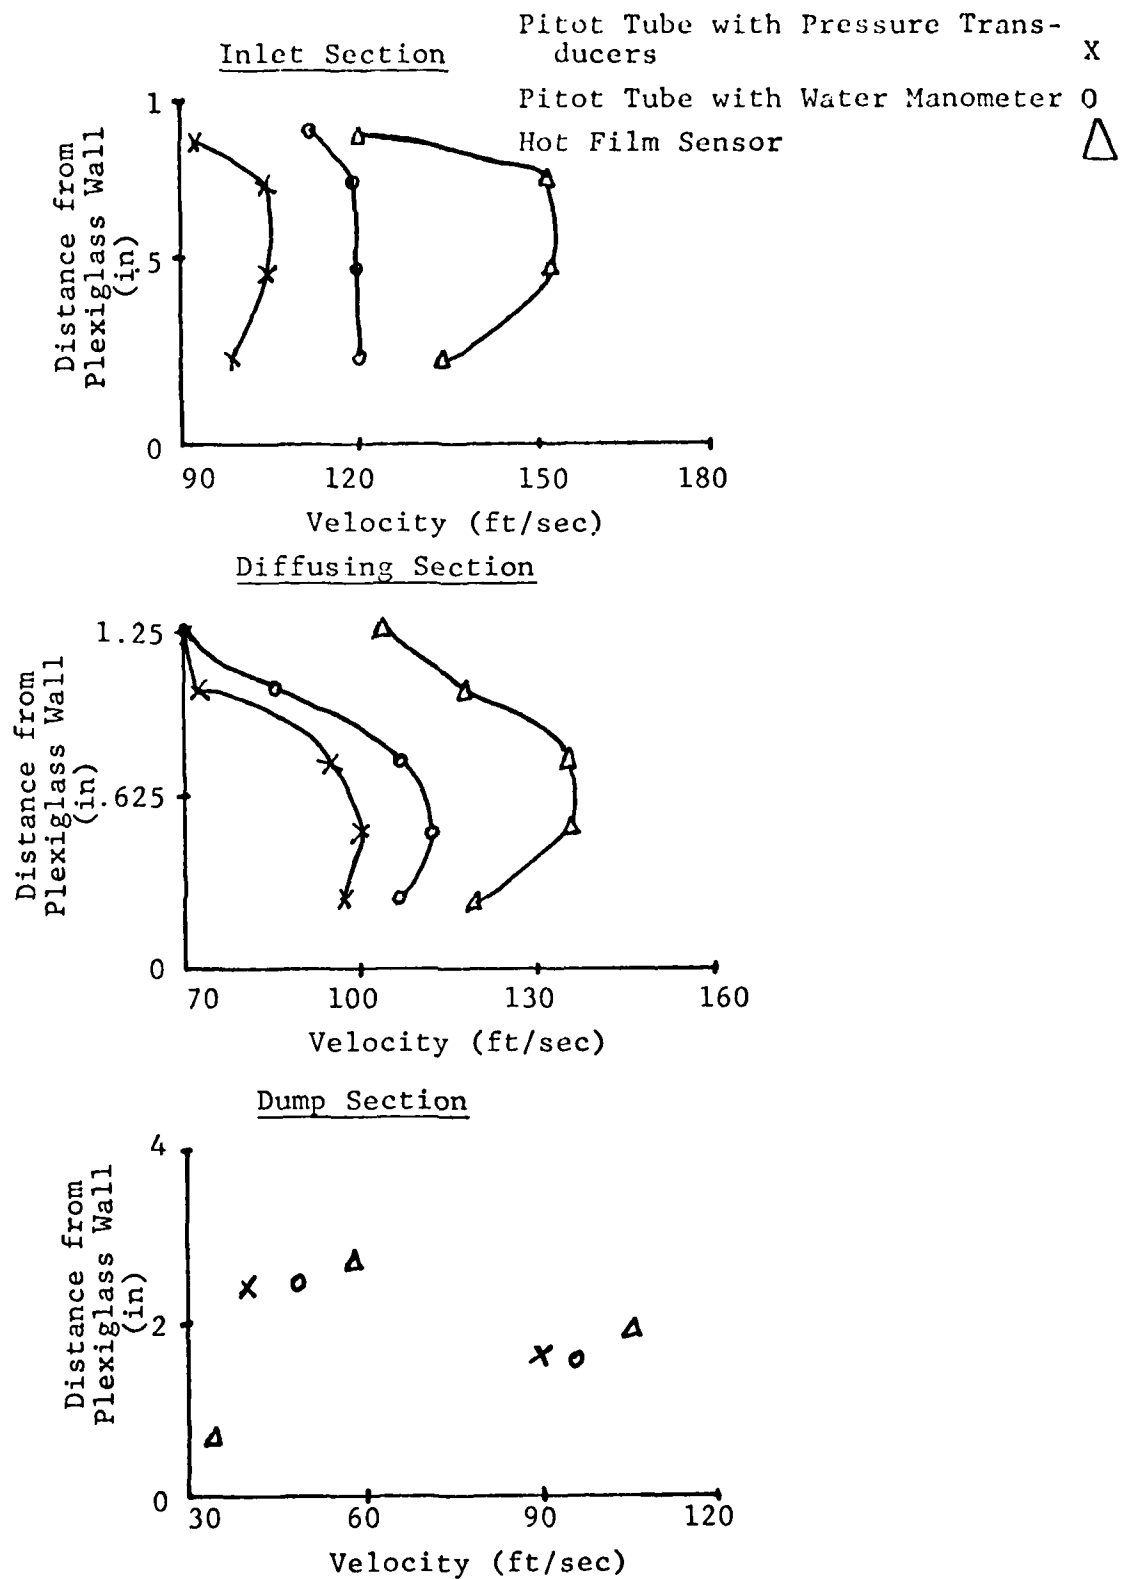 Pitot Tube with Pressure Trans-
ducers X
Inlet Section
Pitot Tube with Water Manometer O
Hot Film Sensor Δ
Distance from
Plexiglass Wall
(in)
1
.5
0
90 120 150 180
Velocity (ft/sec)
Diffusing Section
Distance from
Plexiglass Wall
(in)
1.25
.625
0
70 100 130 160
Velocity (ft/sec)
Dump Section
Distance from
Plexiglass Wall
(in)
4
2
0
30 60 90 120
Velocity (ft/sec)